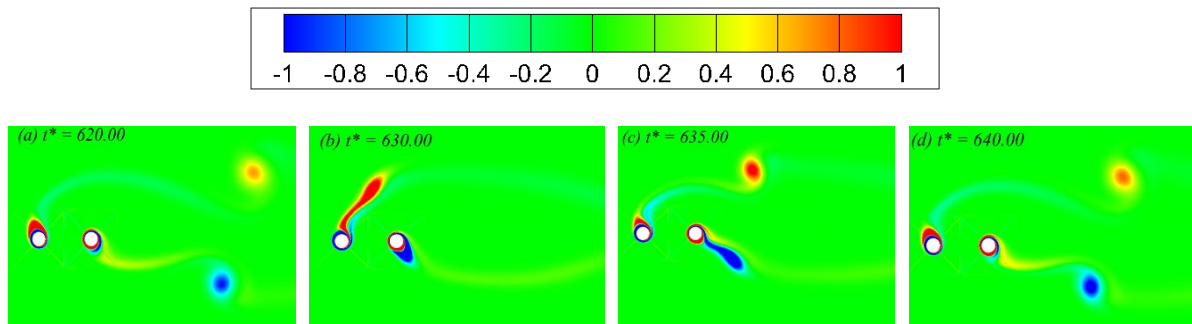 -1 -0.8 -0.6 -0.4 -0.2 0 0.2 0.4 0.6 0.8 1
(a) t* = 620.00
(b) t* = 630.00
(c) t* = 635.00
(d) t* = 640.00